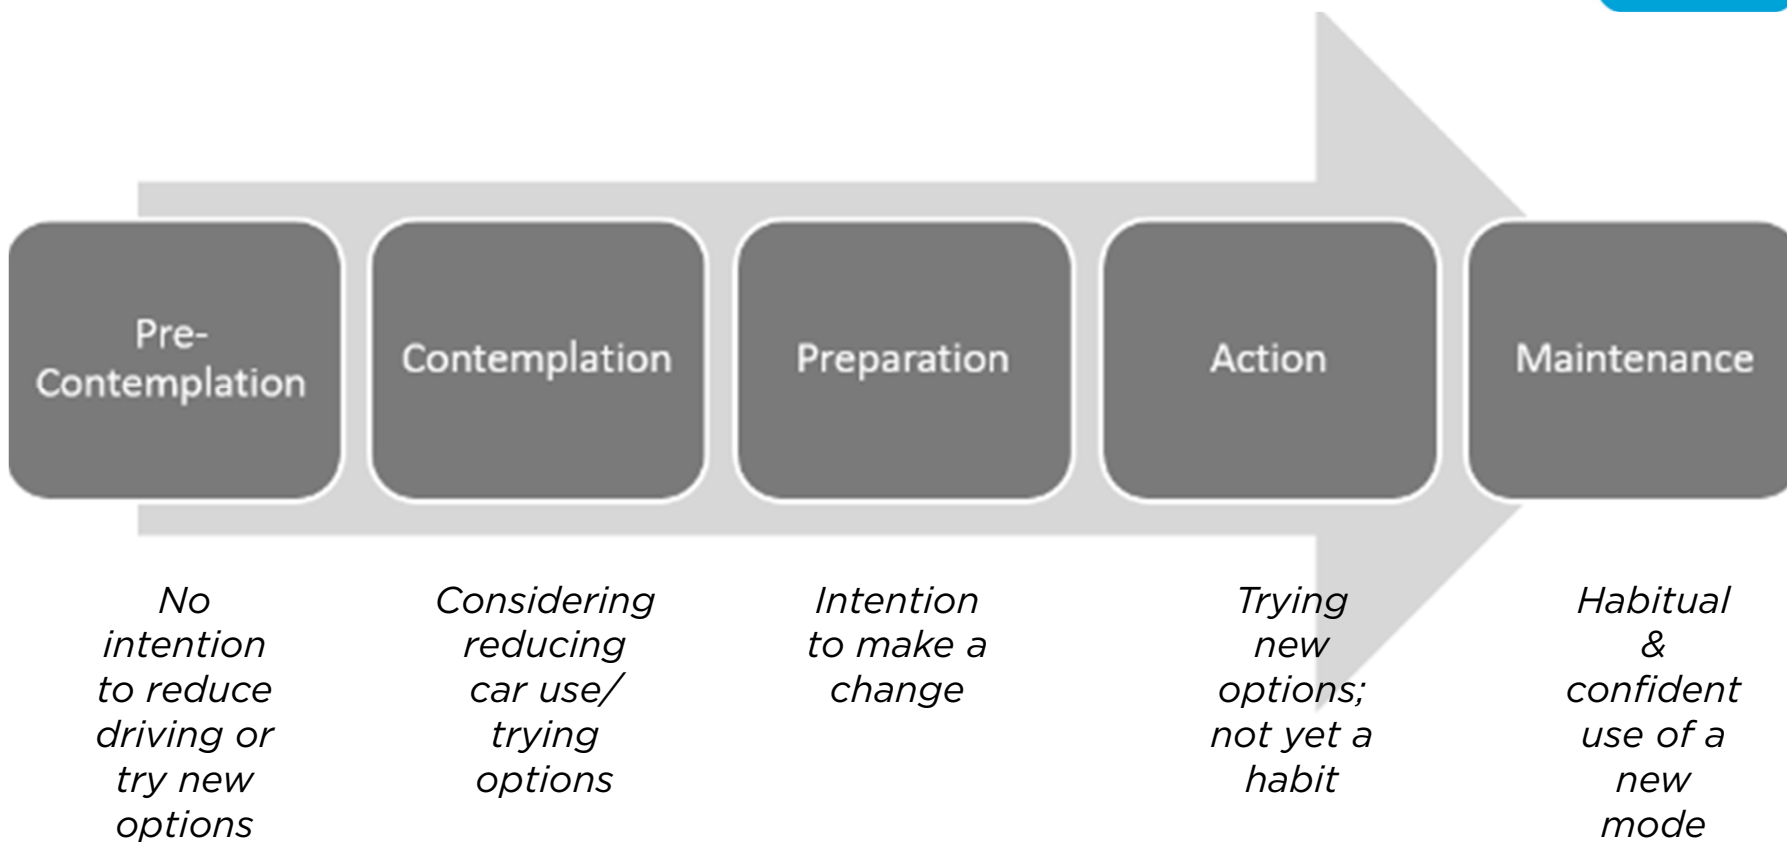 Pre-
Contemplation
Contemplation
Preparation
Action
Maintenance
No
intention
to reduce
driving or
try new
options
Considering
reducing
car use/
trying
options
Intention
to make a
change
Trying
new
options;
not yet a
habit
Habitual
&
confident
use of a
new
mode